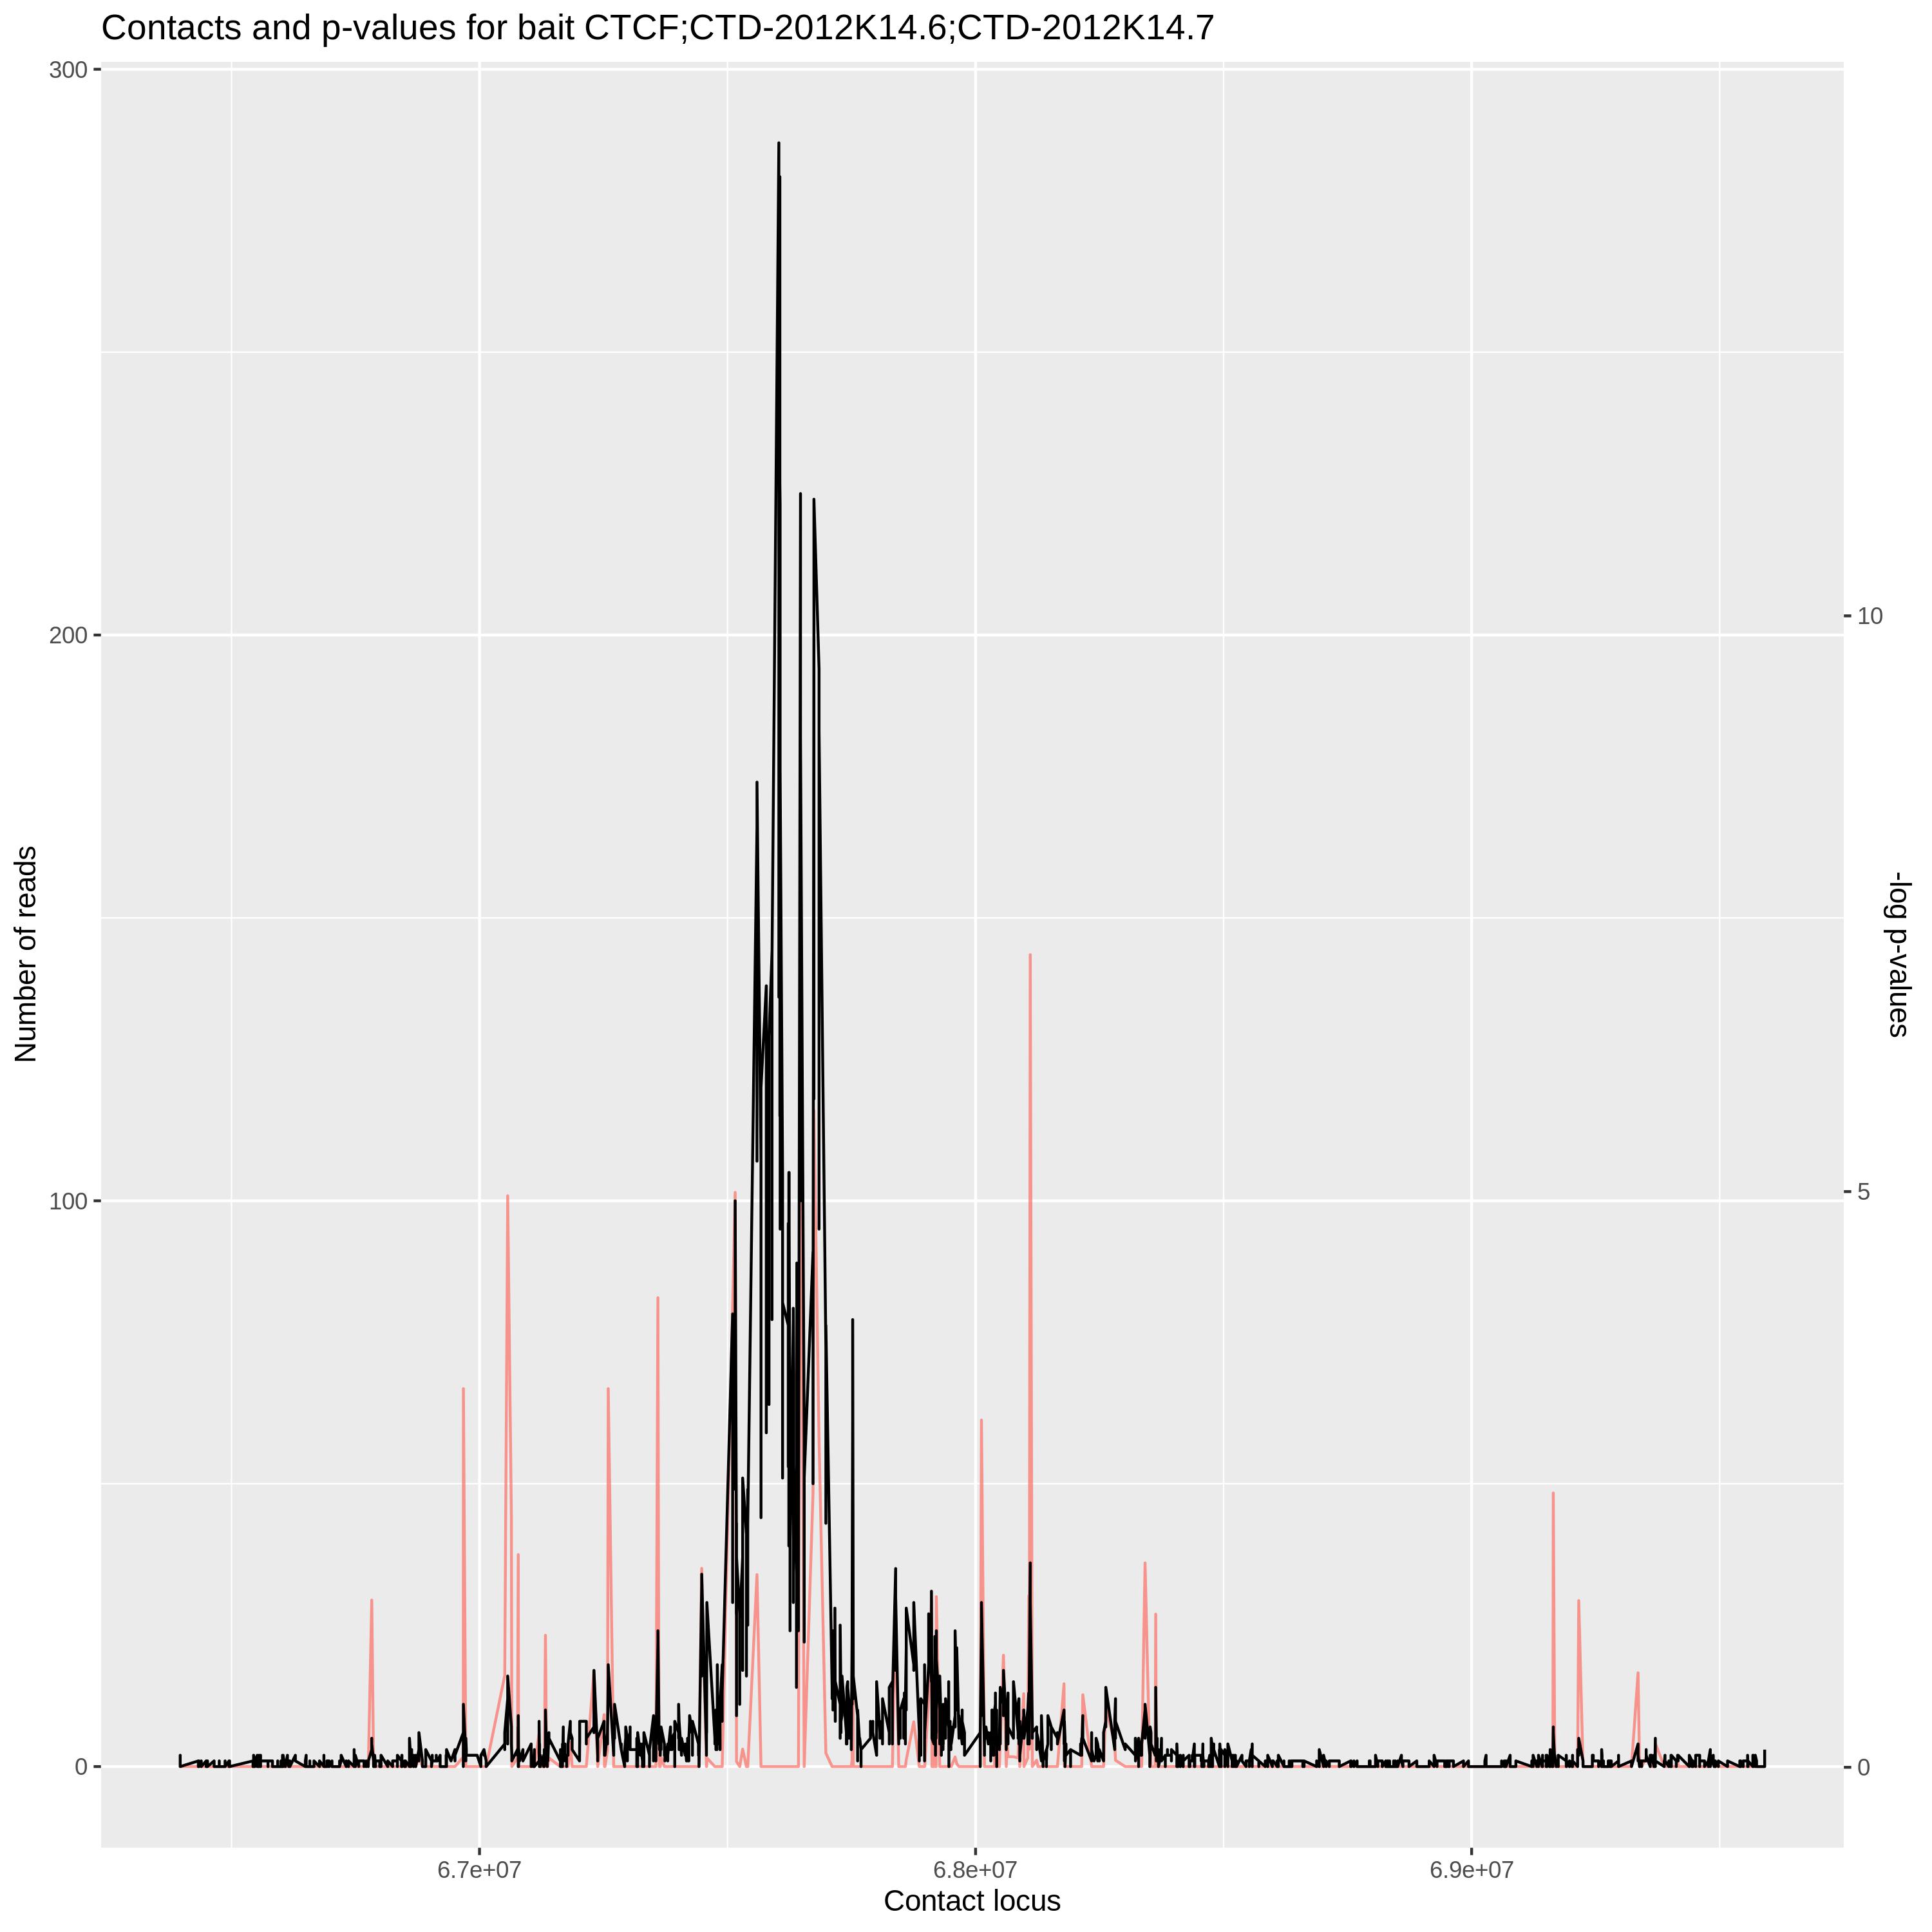 Contacts and p-values for bait CTCF;CTD-2012K14.6;CTD-2012K14.7
300
200
100
0
Number of reads
10
5
0
-log p-values
6.7e+07 6.8e+07 6.9e+07
Contact locus